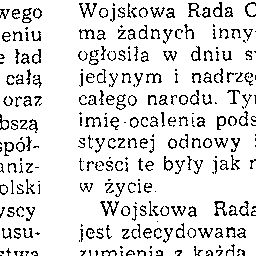 wego
eniu
e ład
całą
oraz
bszą
spół-
aniz-
olski
yscy
usu-
stwa
Wojskowa Rada O
ma żadnych inny
ogłosiła w dniu s
jedynym i nadrzę
całego narodu. Ty
imię ocalenia pods
stycznej odnowy
treści te były jak
w życie.
Wojskowa Rada
jest zdecydowana
zumienia z każdą